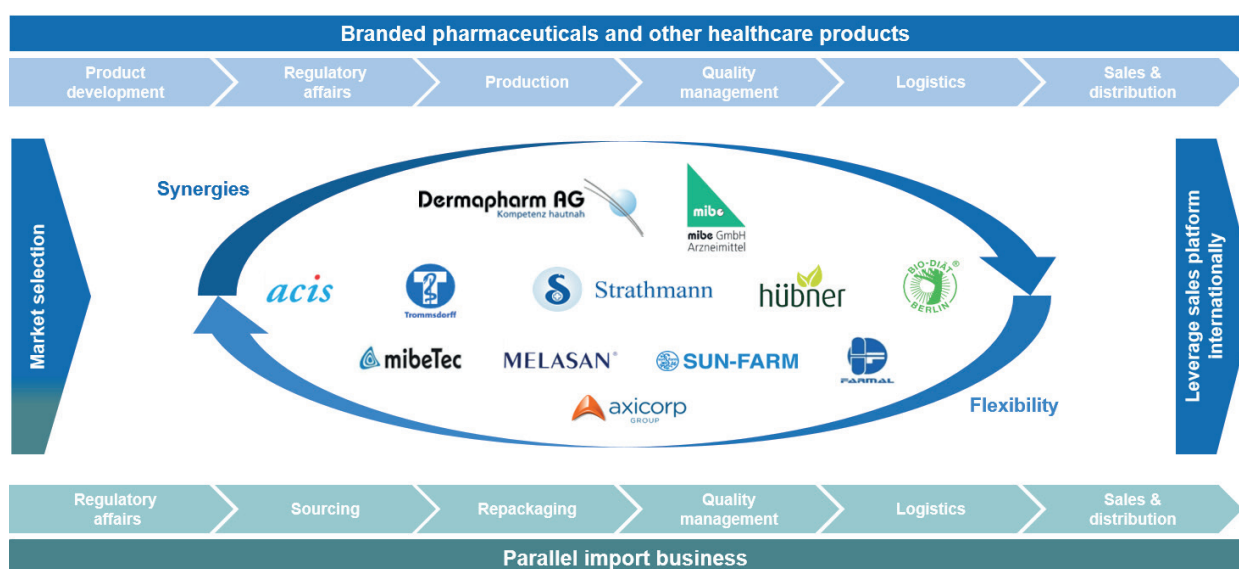 Branded pharmaceuticals and other healthcare products
Product
development
Regulatory
affairs
Production
Quality
management
Logistics
Sales &
distribution
Market selection
Synergies
Dermapharm AG
Kompetenz hautnah
mibe
mibe GmbH
Arzneimittel
acis
Trommsdorff
Strathmann
hübner
BIO-DIÄT®
BERLIN
mibeTec
MELASAN®
SUN-FARM
FARMAL
axicorp
GROUP
Flexibility
Leverage sales platform
internationally
Regulatory
affairs
Sourcing
Repackaging
Quality
management
Logistics
Sales &
distribution
Parallel import business